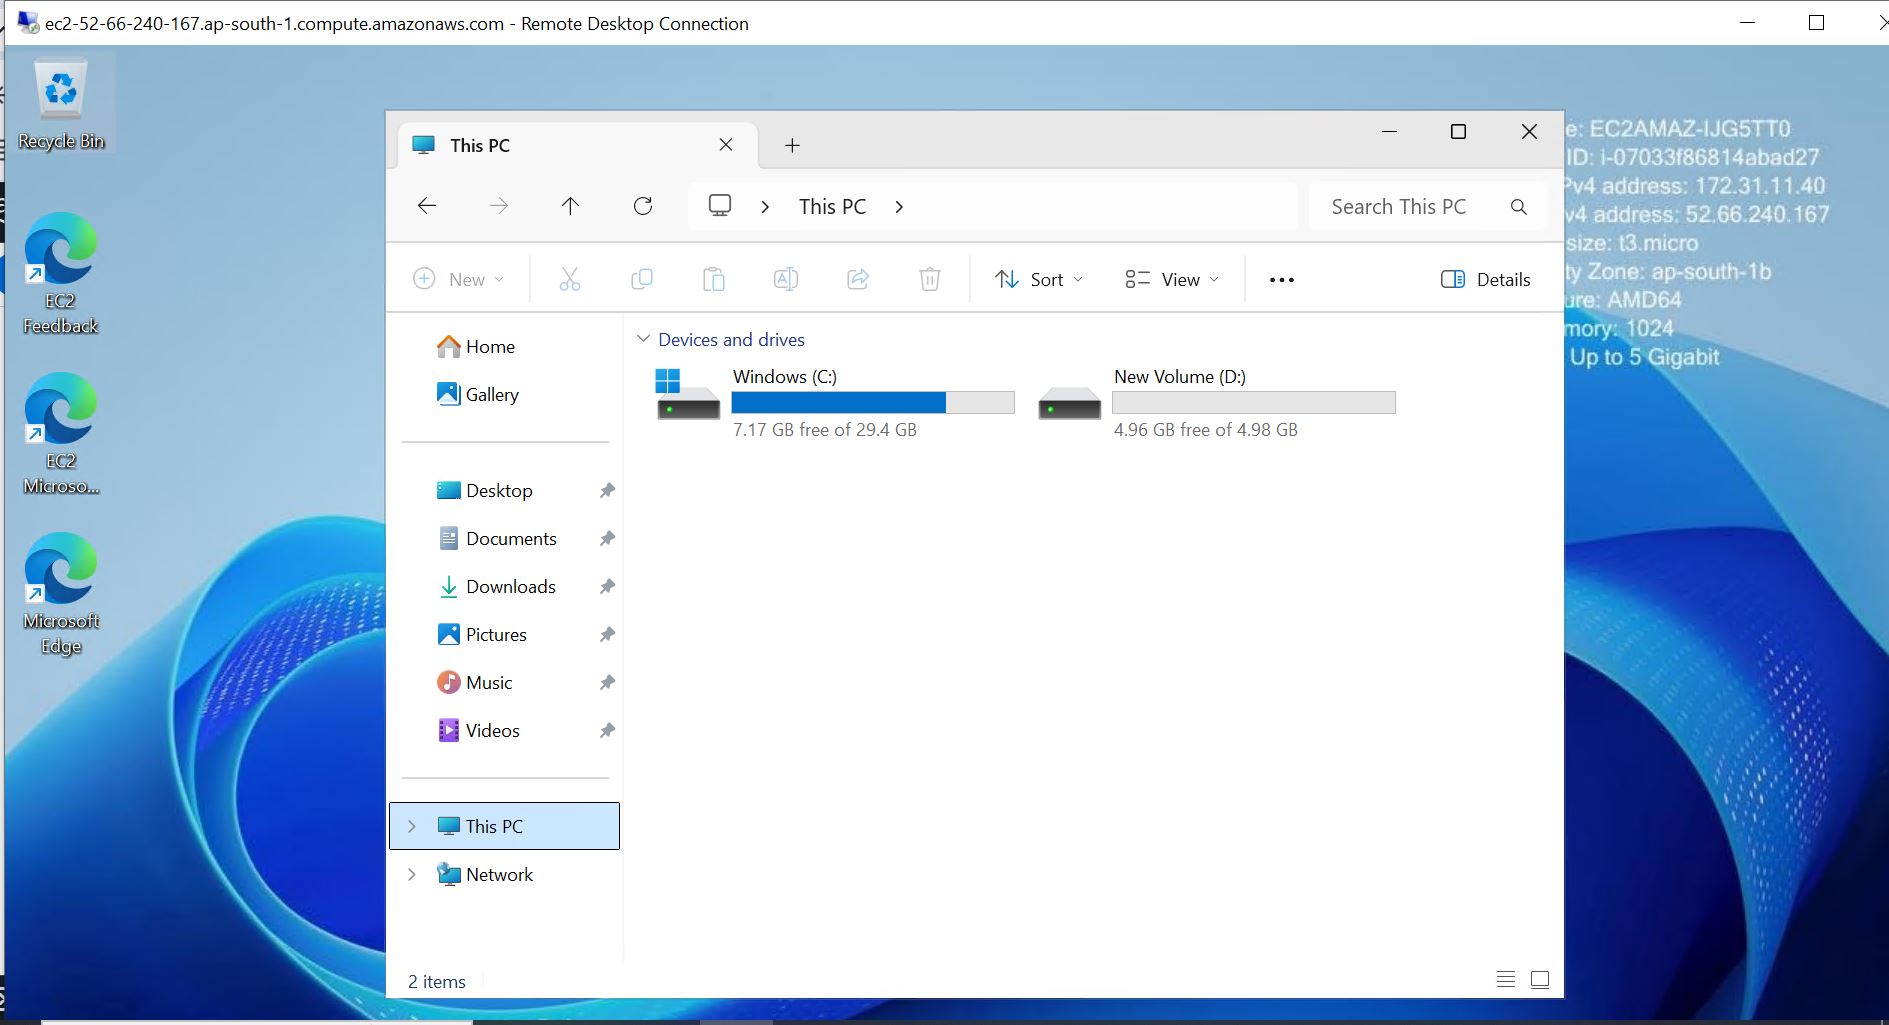 ec2-52-66-240-167.ap-south-1.compute.amazonaws.com - Remote Desktop Connection
Recycle Bin
EC2
Feedback
EC2
Microso...
Microsoft
Edge
This PC
This PC
Search This PC
New
Sort
View
Details
Home
Gallery
Desktop
Documents
Downloads
Pictures
Music
Videos
This PC
Network
Devices and drives
Windows (C:)
7.17 GB free of 29.4 GB
New Volume (D:)
4.96 GB free of 4.98 GB
2 items
e: EC2AMAZ-IJG5TT0
ID: i-07033f86814abad27
Pv4 address: 172.31.11.40
v4 address: 52.66.240.167
size: t3.micro
ty Zone: ap-south-1b
ure: AMD64
mory: 1024
Up to 5 Gigabit